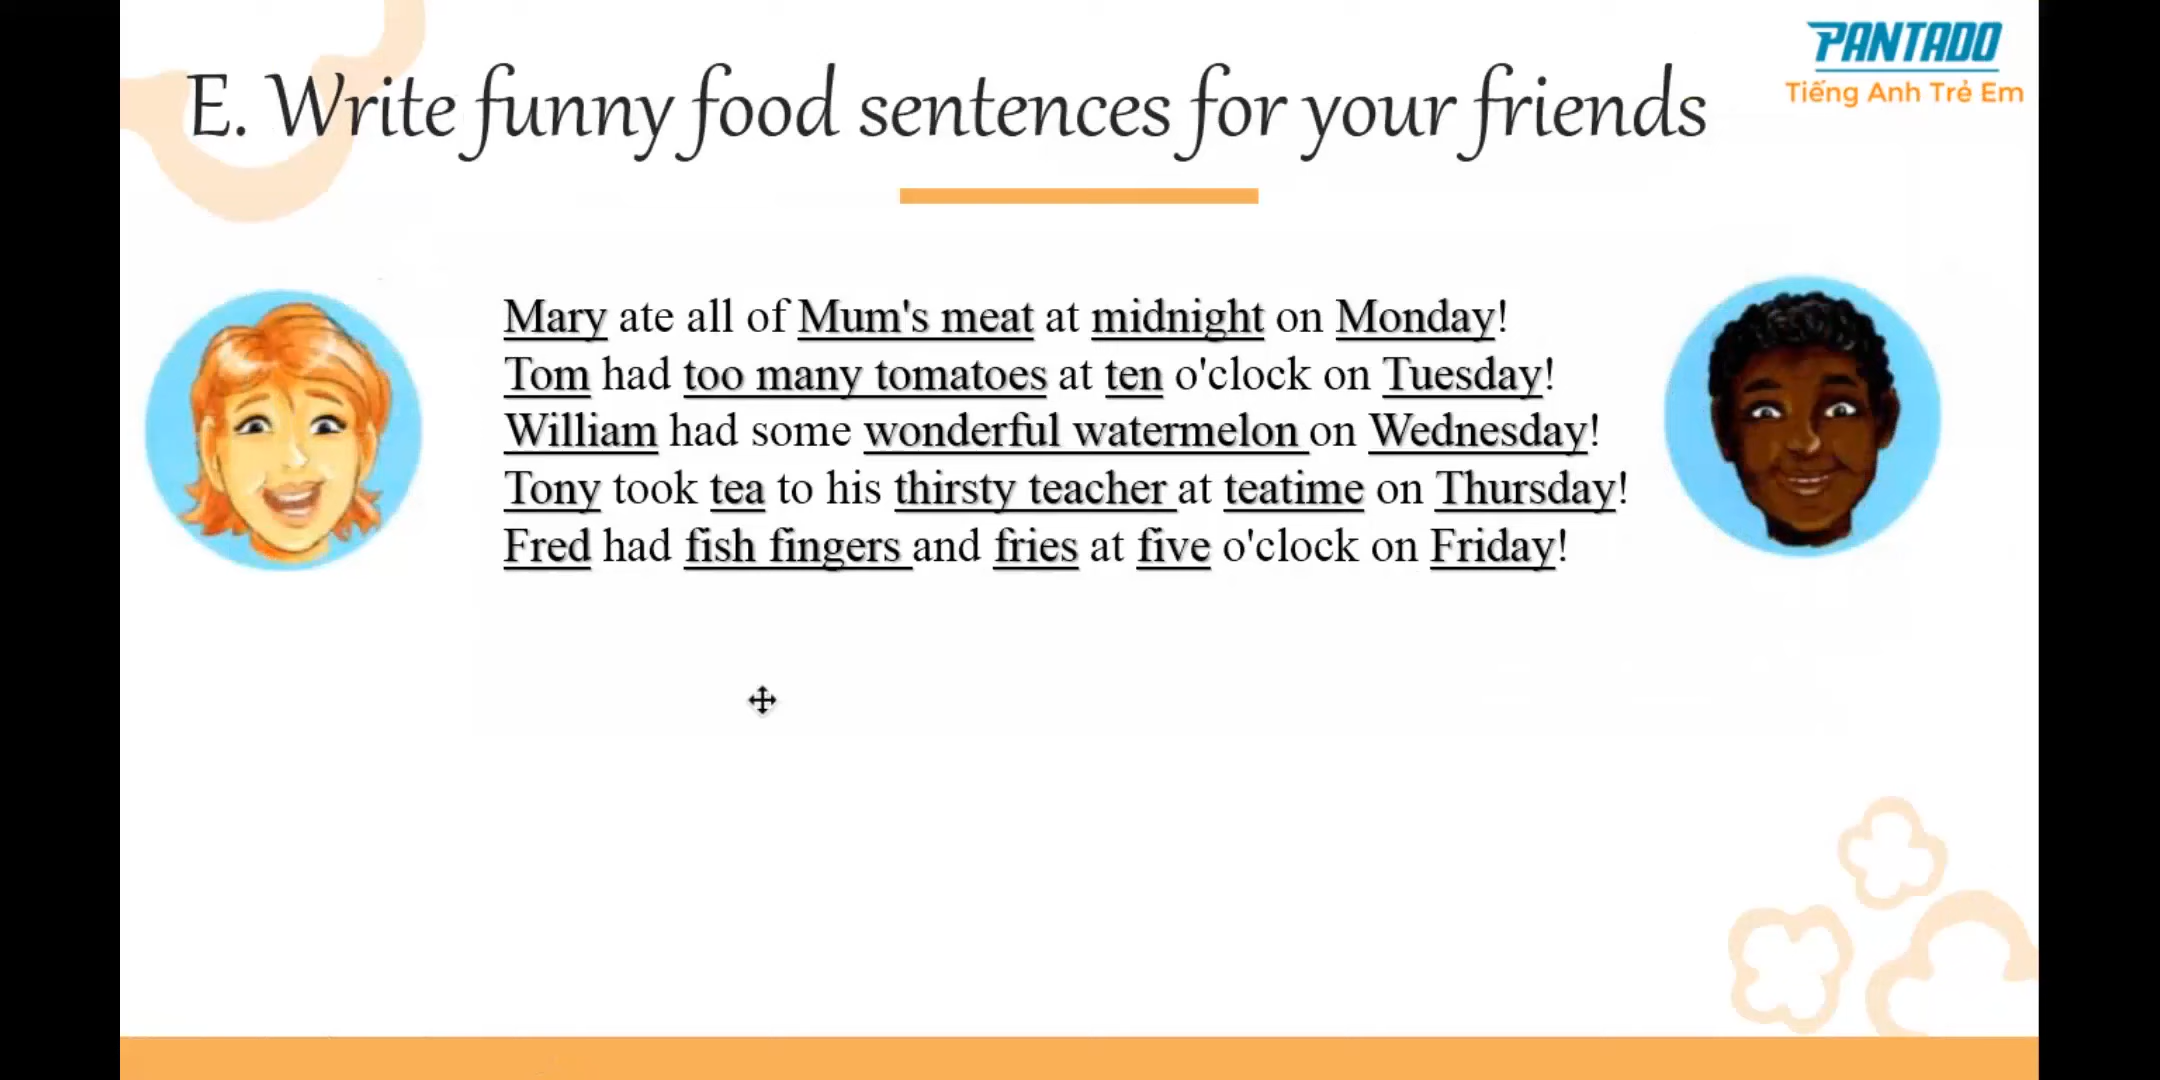 PANTADO
Tiếng Anh Trẻ Em
E. Write funny food sentences for your friends
Mary ate all of Mum's meat at midnight on Monday!
Tom had too many tomatoes at ten o'clock on Tuesday!
William had some wonderful watermelon on Wednesday!
Tony took tea to his thirsty teacher at teatime on Thursday!
Fred had fish fingers and fries at five o'clock on Friday!